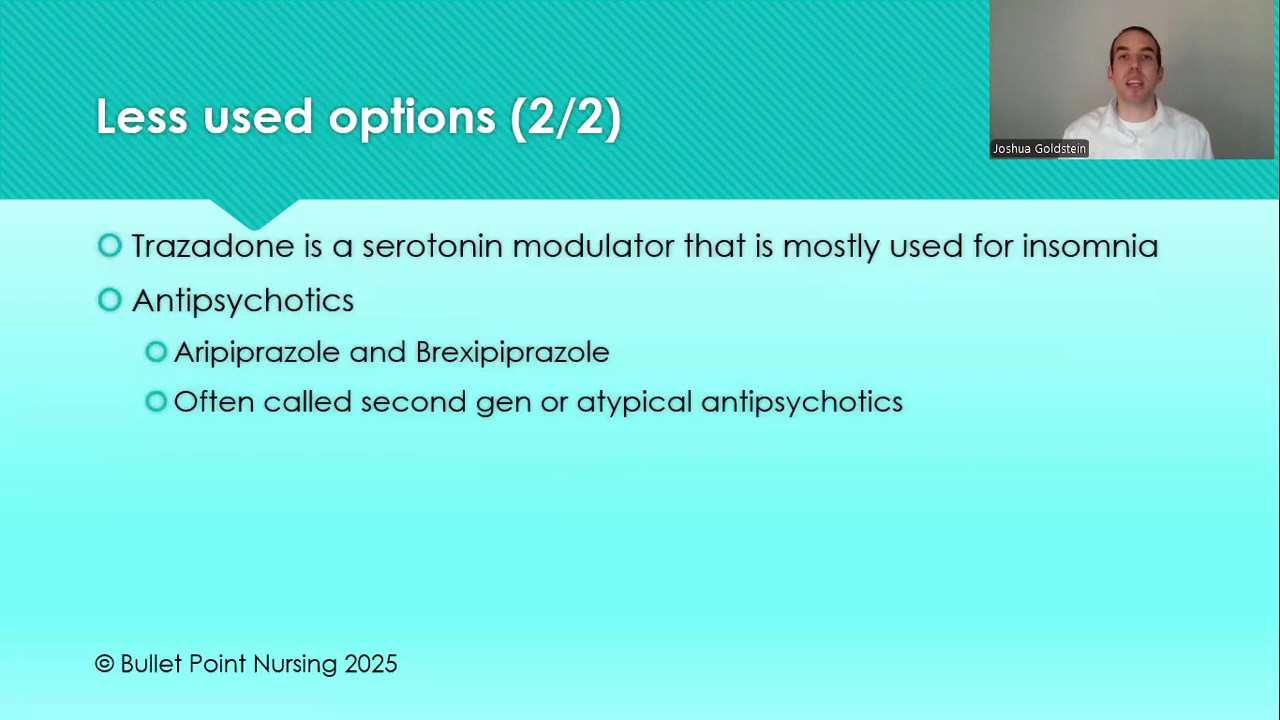 Less used options (2/2)
Joshua Goldstein
Trazadone is a serotonin modulator that is mostly used for insomnia
Antipsychotics
Aripiprazole and Brexipiprazole
Often called second gen or atypical antipsychotics
© Bullet Point Nursing 2025